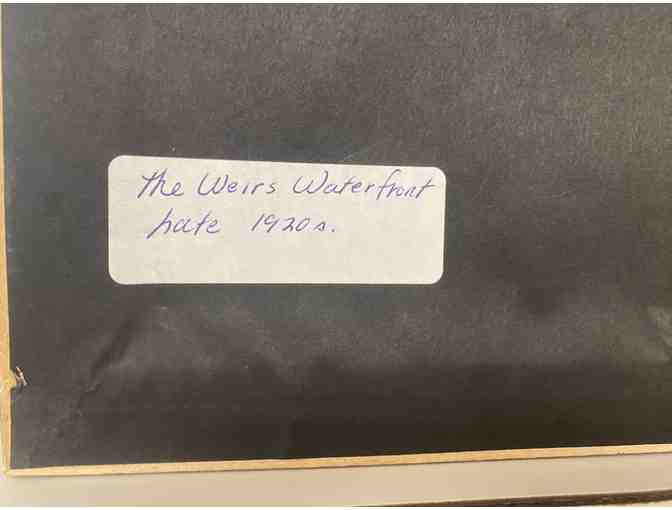 The Weirs Waterfront
Late 1920s.